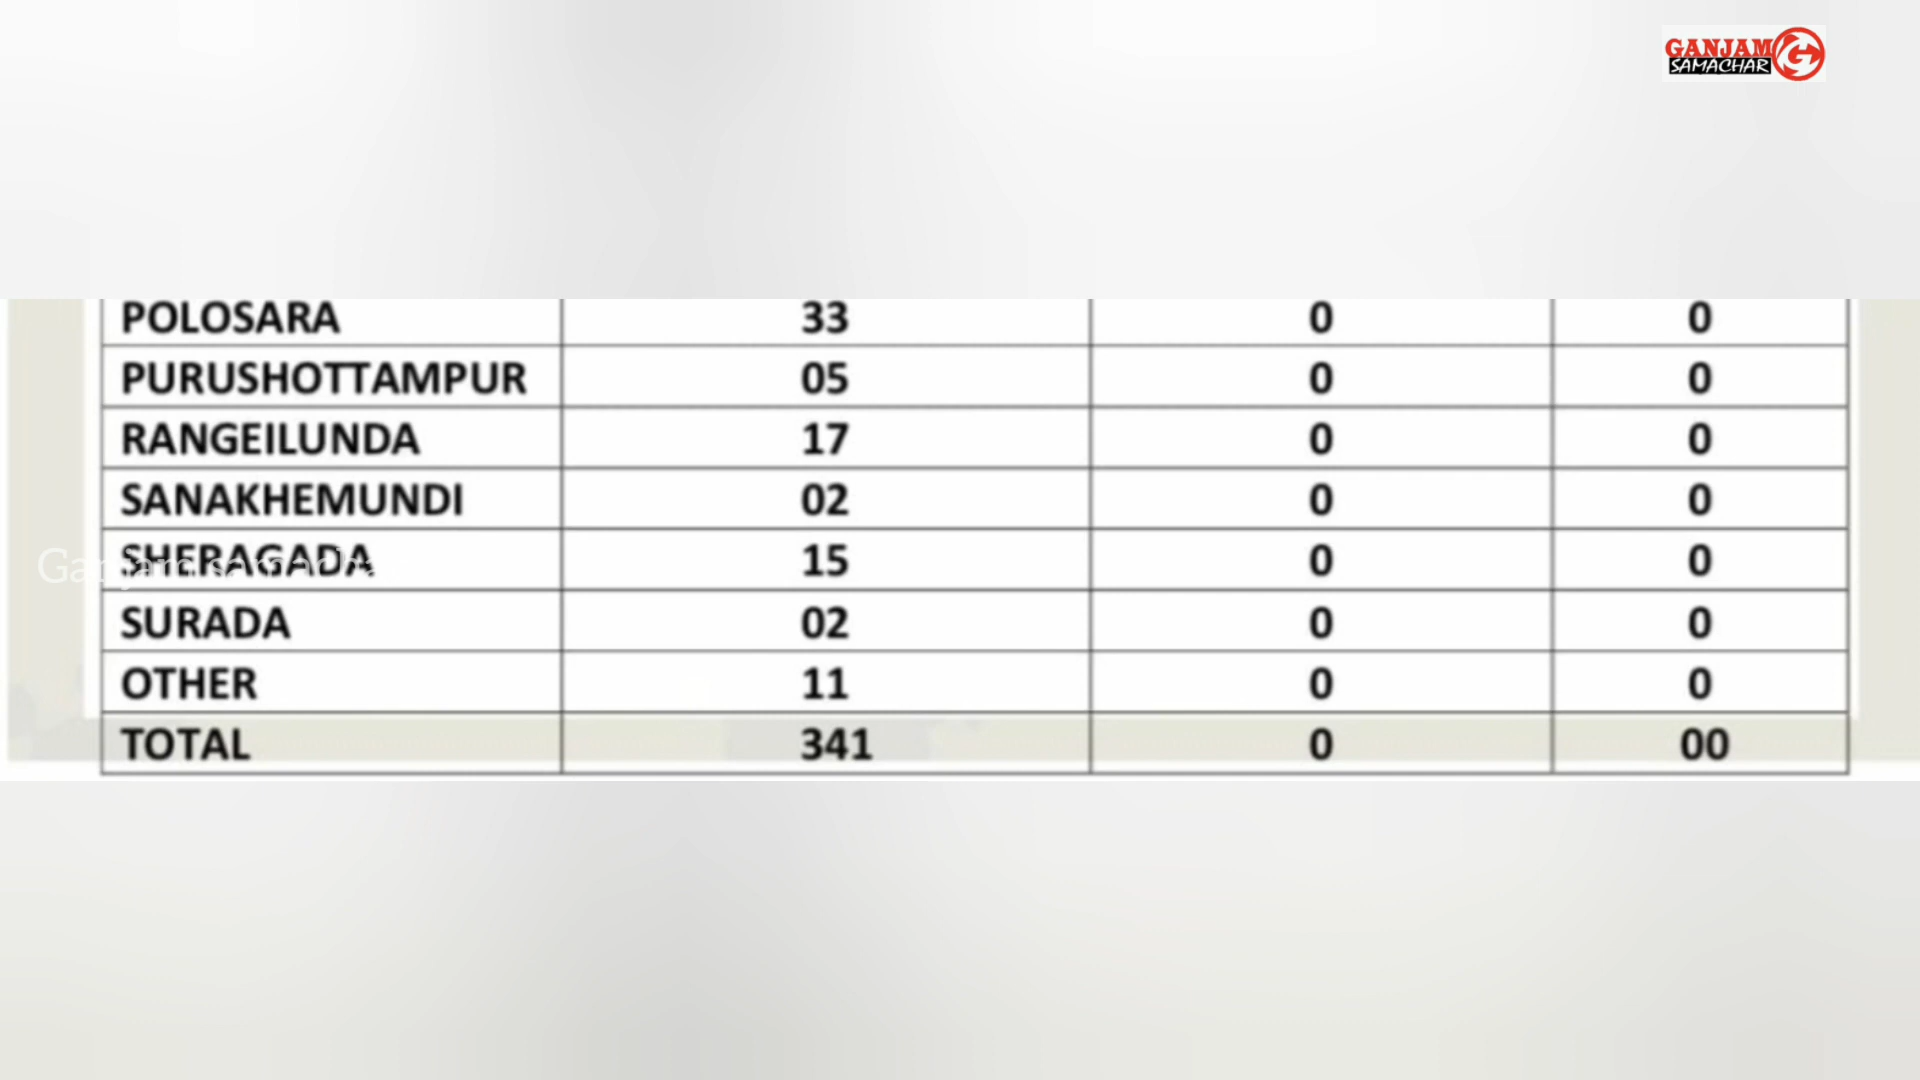 GANJAM
SAMACHAR
POLOSARA 33 0 0
PURUSHOTTAMPUR 05 0 0
RANGEILUNDA 17 0 0
SANAKHEMUNDI 02 0 0
SHERAGADA 15 0 0
SURADA 02 0 0
OTHER 11 0 0
TOTAL 341 0 00